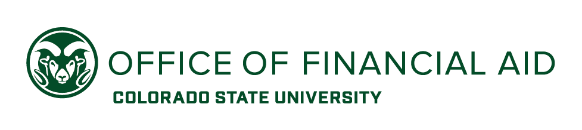 OFFICE OF FINANCIAL AID
COLORADO STATE UNIVERSITY